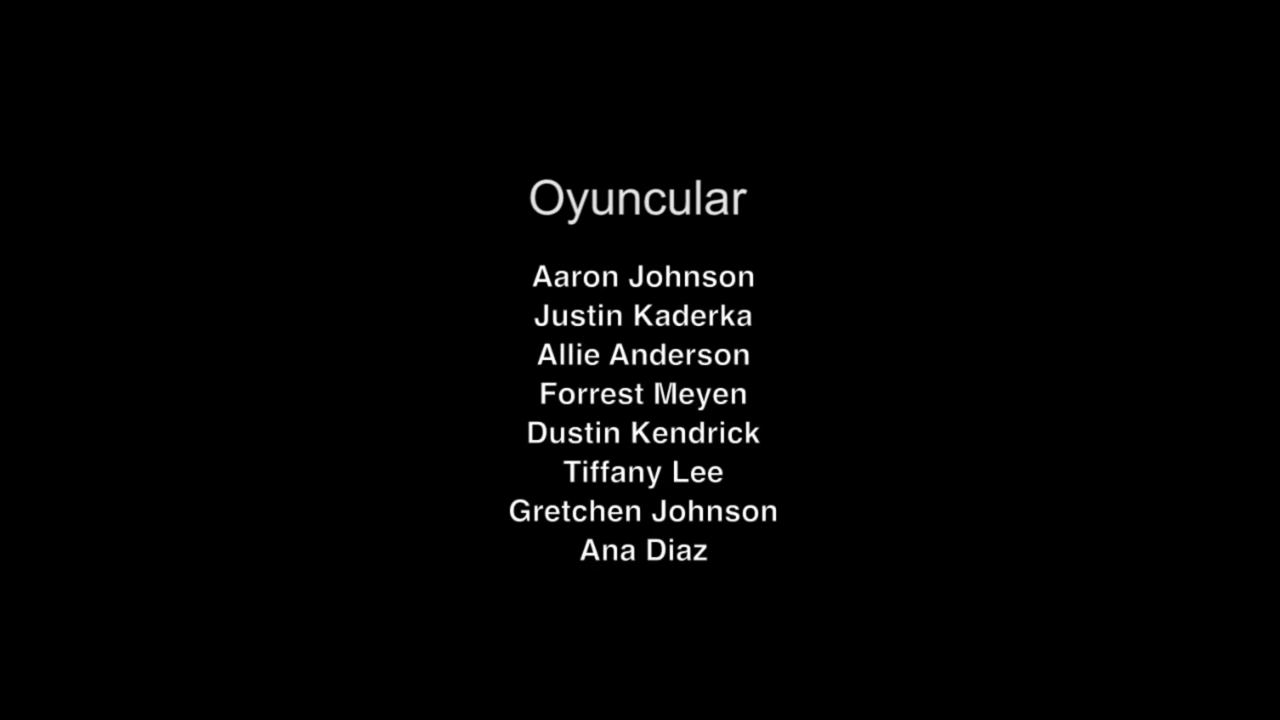 Oyuncular
Aaron Johnson
Justin Kaderka
Allie Anderson
Forrest Meyen
Dustin Kendrick
Tiffany Lee
Gretchen Johnson
Ana Diaz